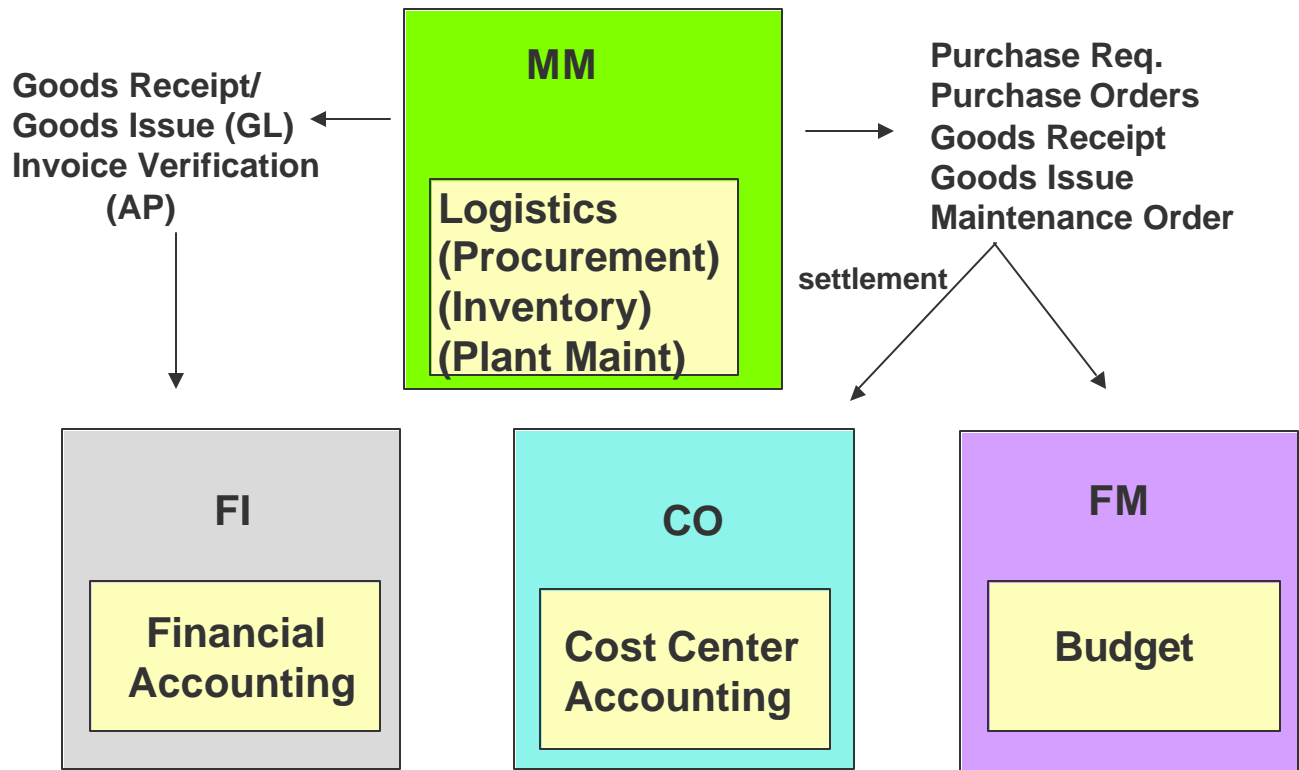 MM
Goods Receipt/
Goods Issue (GL)
Invoice Verification
(AP)
Purchase Req.
Purchase Orders
Goods Receipt
Goods Issue
Maintenance Order
Logistics
(Procurement)
(Inventory)
(Plant Maint)
settlement
FI
Financial
Accounting
CO
Cost Center
Accounting
FM
Budget